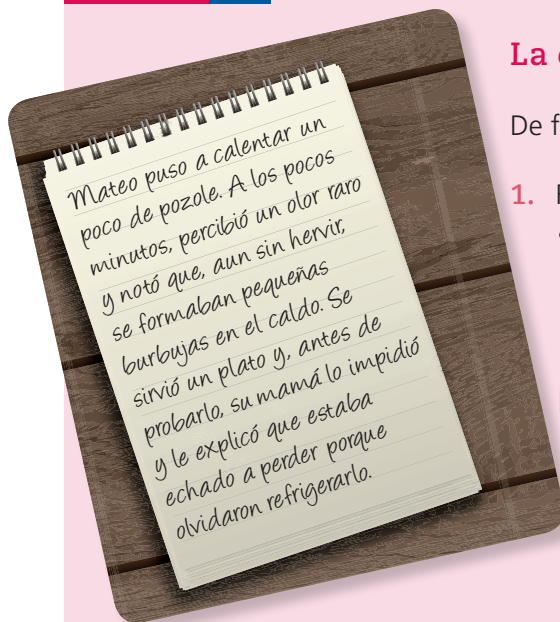 La
De f
1.
Mateo puso a calentar un
poco de pozole. A los pocos
minutos, percibió un olor raro
y notó que, aun sin hervir,
se formaban pequeñas
burbujas en el caldo. Se
sirvió un plato y, antes de
probarlo, su mamá lo impidió
y le explicó que estaba
echado a perder porque
olvidaron refrigerarlo.